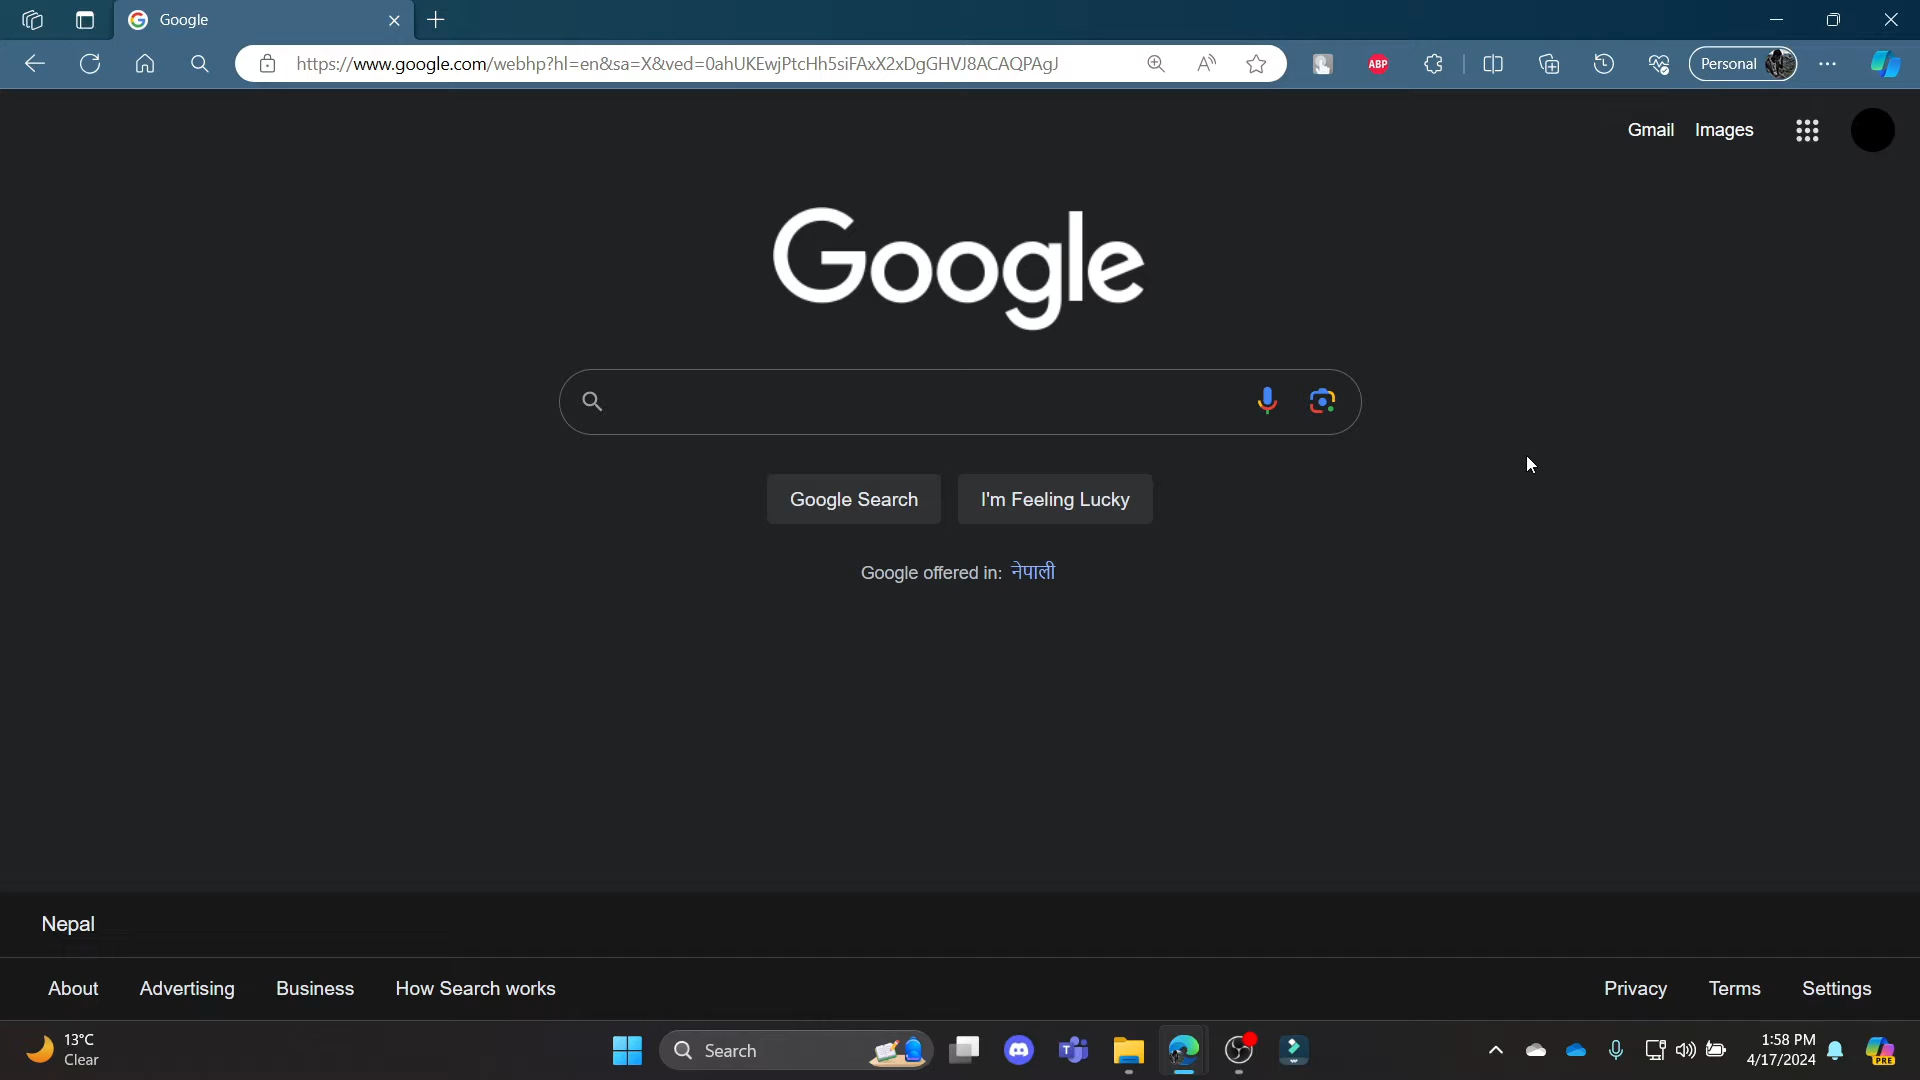 Google
https://www.google.com/webhp?hl=en&sa=X&ved=0ahUKEwjPtcHh5siFAxX2xDgGHVJ8ACAQPAgJ
ABP
Personal
Gmail Images
Google
Google Search I'm Feeling Lucky
Google offered in: नेपाली
Nepal
About Advertising Business How Search works Privacy Terms Settings
13°C
Clear
Search
1:58 PM
4/17/2024
PRE